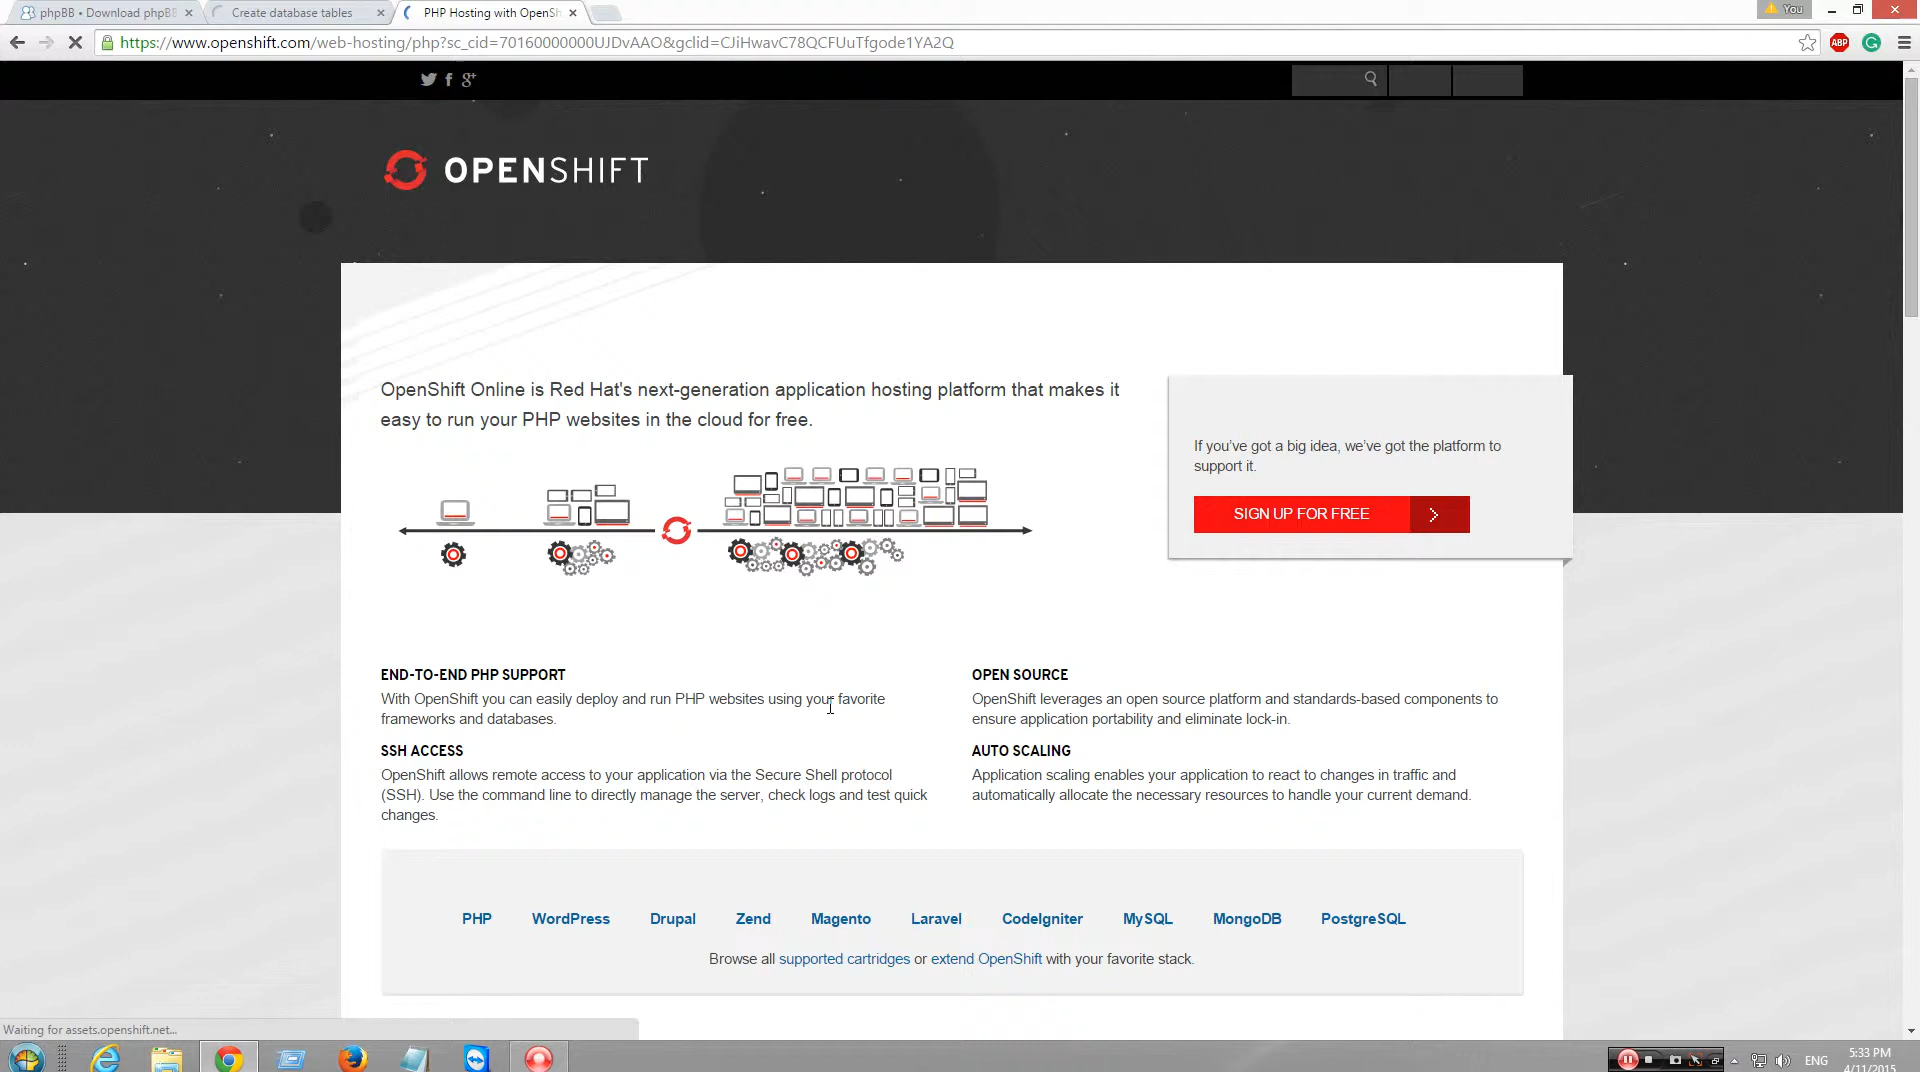 phpBB • Download phpBB
Create database tables
PHP Hosting with OpenSh
You
https://www.openshift.com/web-hosting/php?sc_cid=70160000000UJDvAAO&gclid=CJiHwavC78QCFUuTfgode1YA2Q
ABP
OPENSHIFT
OpenShift Online is Red Hat's next-generation application hosting platform that makes it
easy to run your PHP websites in the cloud for free.
If you've got a big idea, we've got the platform to
support it.
SIGN UP FOR FREE
END-TO-END PHP SUPPORT
With OpenShift you can easily deploy and run PHP websites using your favorite
frameworks and databases.
OPEN SOURCE
OpenShift leverages an open source platform and standards-based components to
ensure application portability and eliminate lock-in.
SSH ACCESS
OpenShift allows remote access to your application via the Secure Shell protocol
(SSH). Use the command line to directly manage the server, check logs and test quick
changes.
AUTO SCALING
Application scaling enables your application to react to changes in traffic and
automatically allocate the necessary resources to handle your current demand.
PHP WordPress Drupal Zend Magento Laravel CodeIgniter MySQL MongoDB PostgreSQL
Browse all supported cartridges or extend OpenShift with your favorite stack.
Waiting for assets.openshift.net...
ENG
5:33 PM
4/11/2015